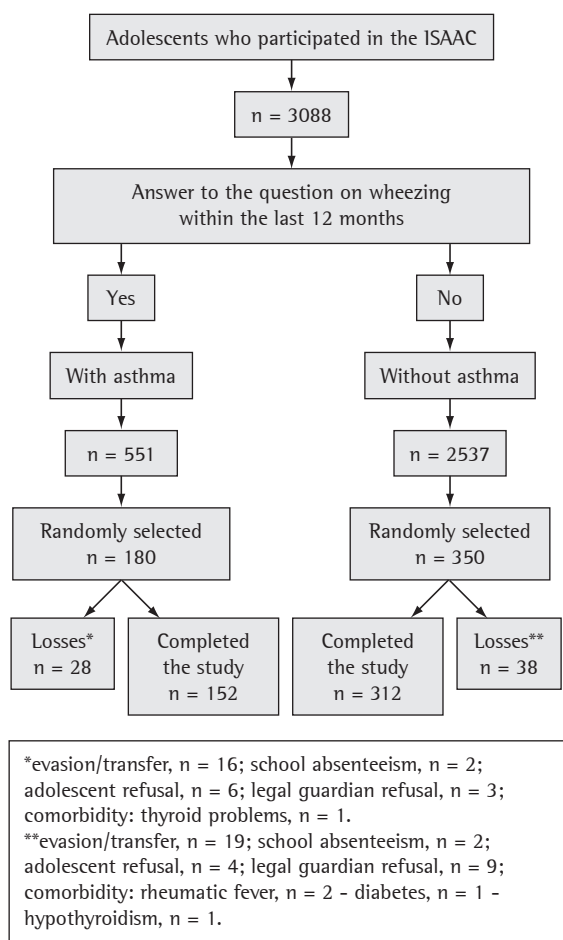 Adolescents who participated in the ISAAC
n = 3088
Answer to the question on wheezing
within the last 12 months
Yes
No
With asthma
Without asthma
n = 551
n = 2537
Randomly selected
n = 180
Randomly selected
n = 350
Losses*
n = 28
Completed
the study
n = 152
Completed
the study
n = 312
Losses**
n = 38
*evasion/transfer, n = 16; school absenteeism, n = 2;
adolescent refusal, n = 6; legal guardian refusal, n = 3;
comorbidity: thyroid problems, n = 1.
**evasion/transfer, n = 19; school absenteeism, n = 2;
adolescent refusal, n = 4; legal guardian refusal, n = 9;
comorbidity: rheumatic fever, n = 2 - diabetes, n = 1 -
hypothyroidism, n = 1.